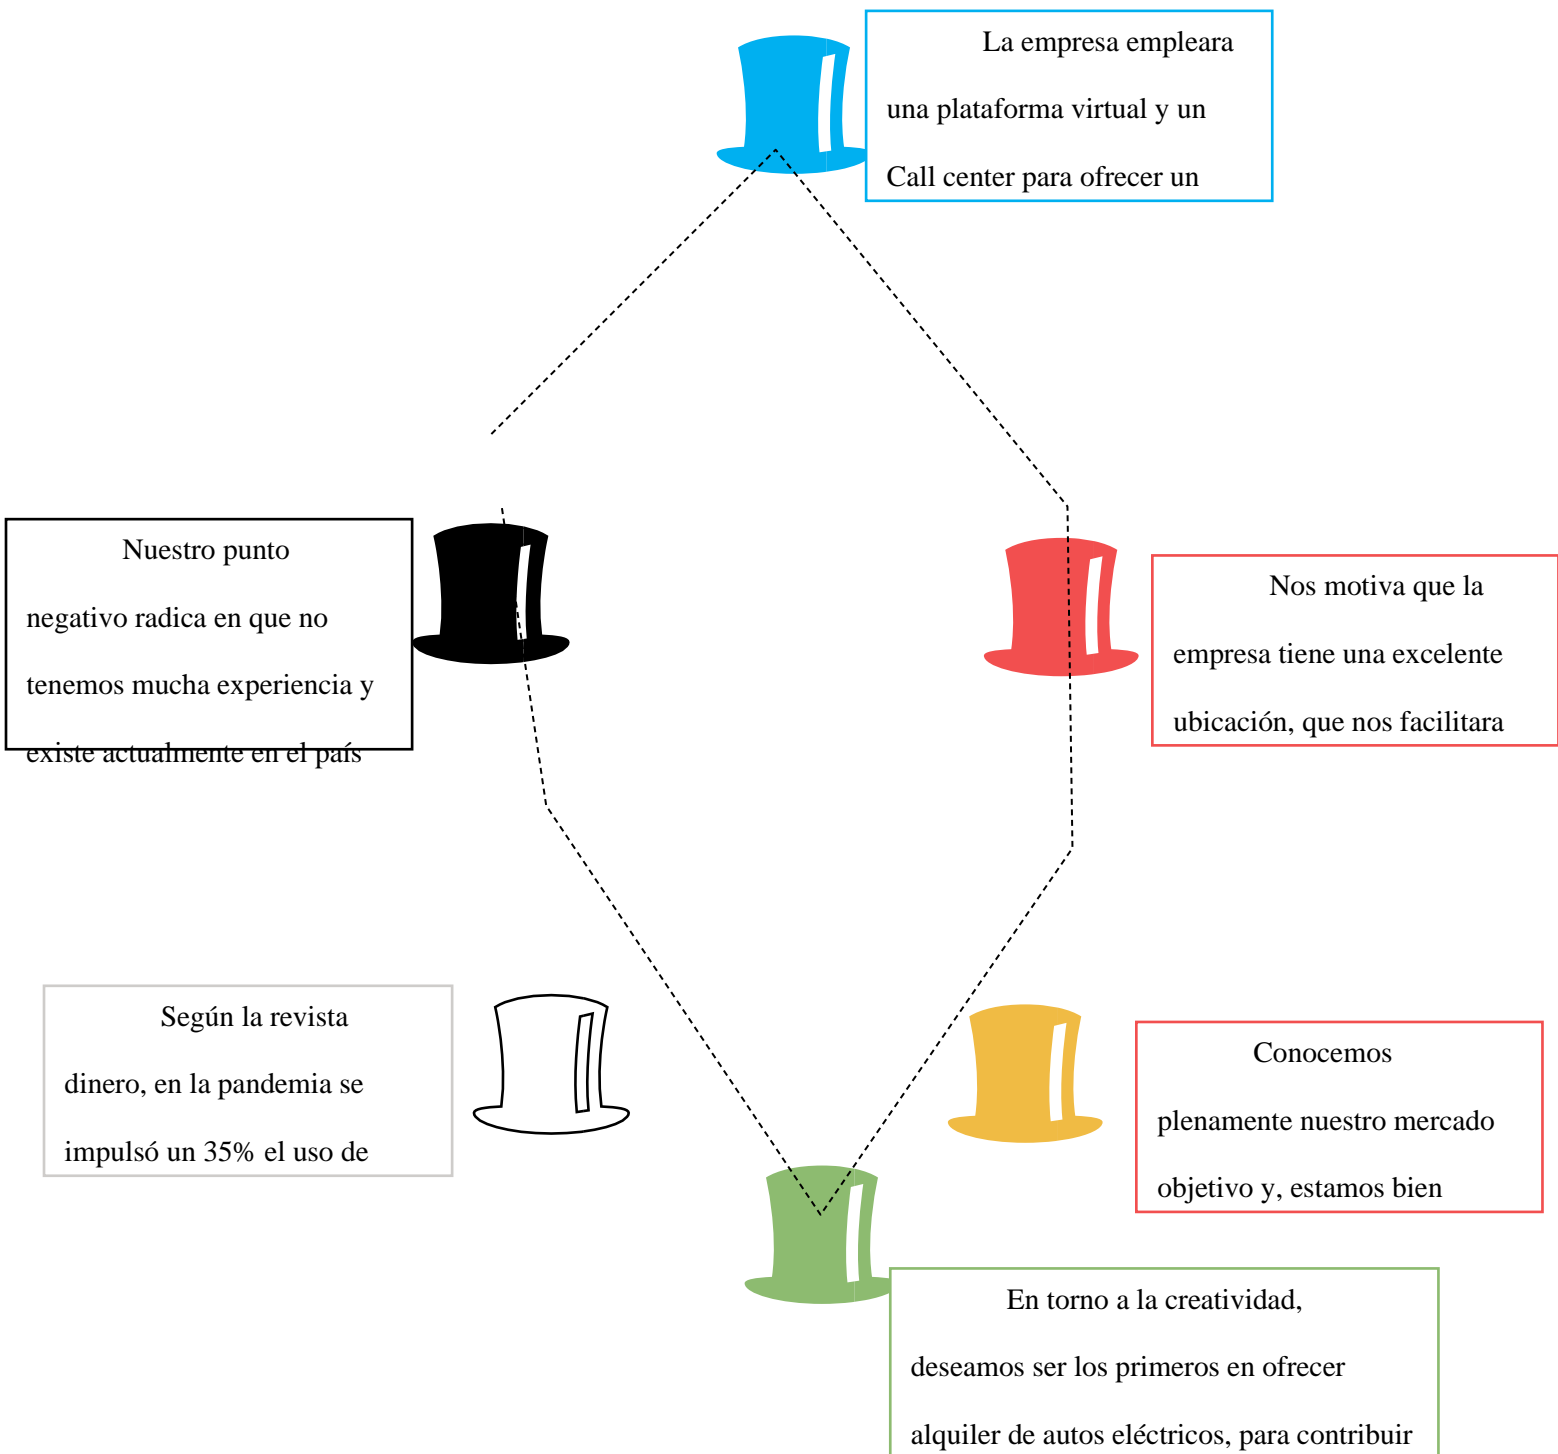 La empresa empleara
una plataforma virtual y un
Call center para ofrecer un
Nuestro punto
negativo radica en que no
tenemos mucha experiencia y
existe actualmente en el país
Nos motiva que la
empresa tiene una excelente
ubicación, que nos facilitara
Según la revista
dinero, en la pandemia se
impulsó un 35% el uso de
Conocemos
plenamente nuestro mercado
objetivo y, estamos bien
En torno a la creatividad,
deseamos ser los primeros en ofrecer
alquiler de autos eléctricos, para contribuir